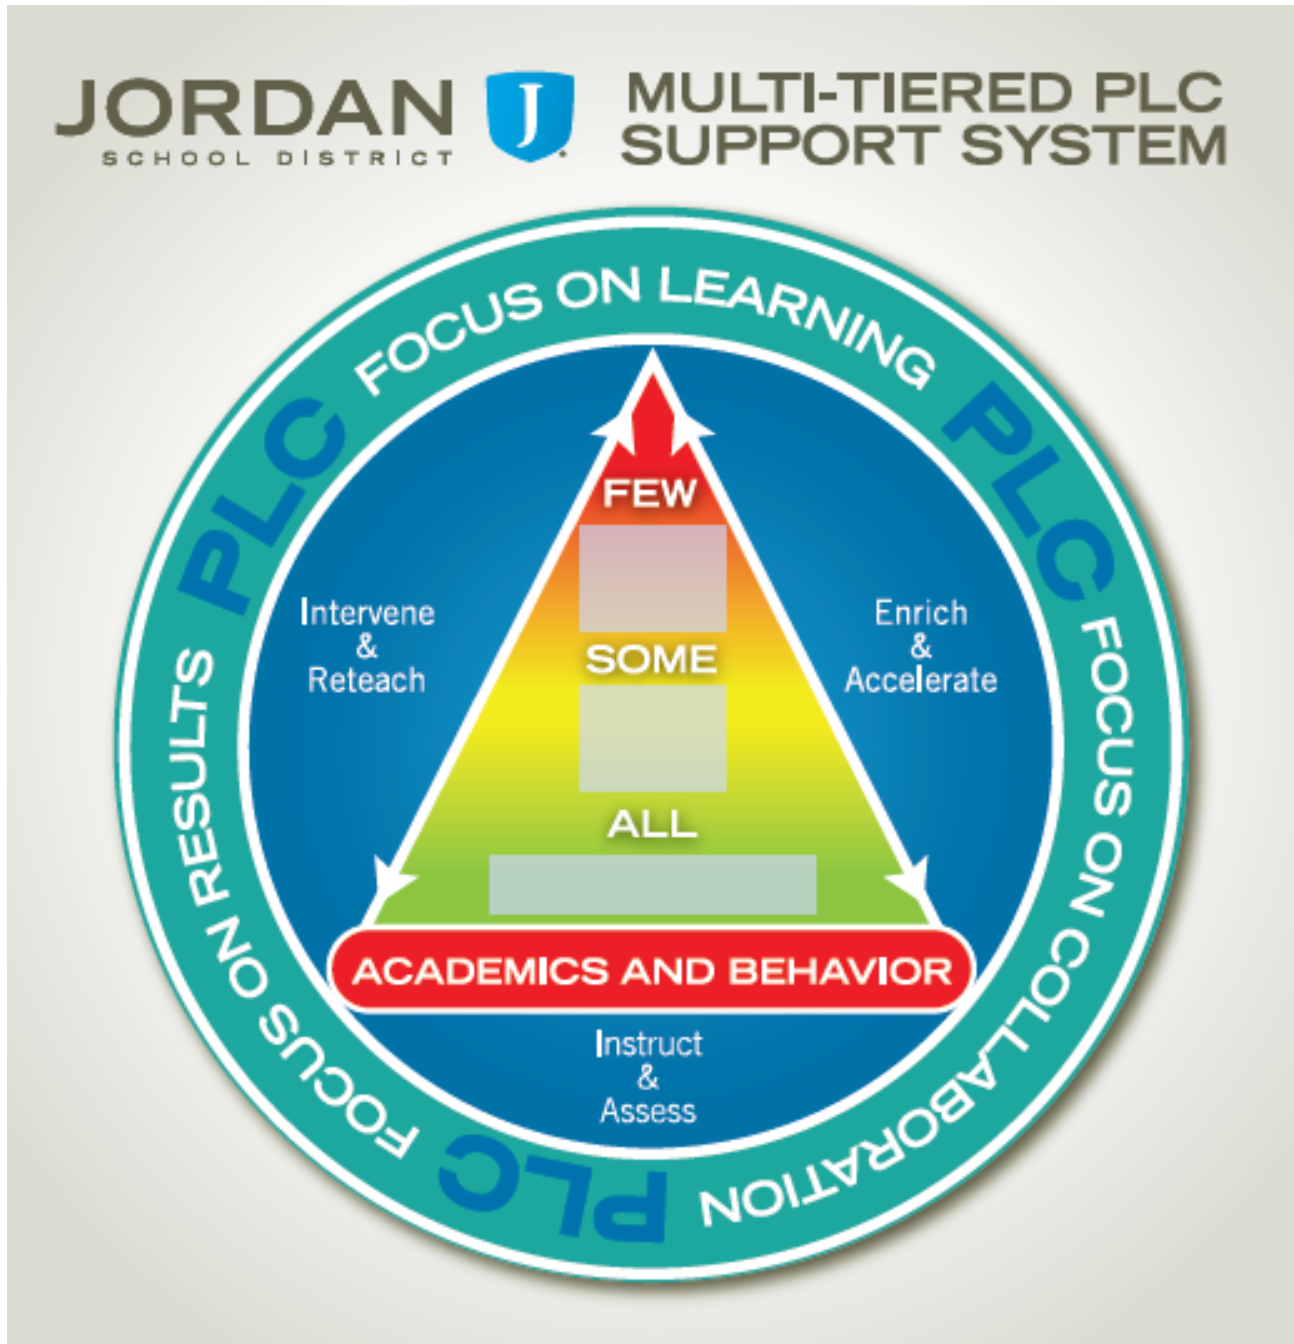 JORDAN
SCHOOL DISTRICT
J
MULTI-TIERED PLC
SUPPORT SYSTEM
FOCUS ON LEARNING
PLC
FOCUS ON COLLABORATION
PLC
FOCUS ON RESULTS
PLC
FEW
SOME
ALL
Intervene
&
Reteach
Enrich
&
Accelerate
ACADEMICS AND BEHAVIOR
Instruct
&
Assess